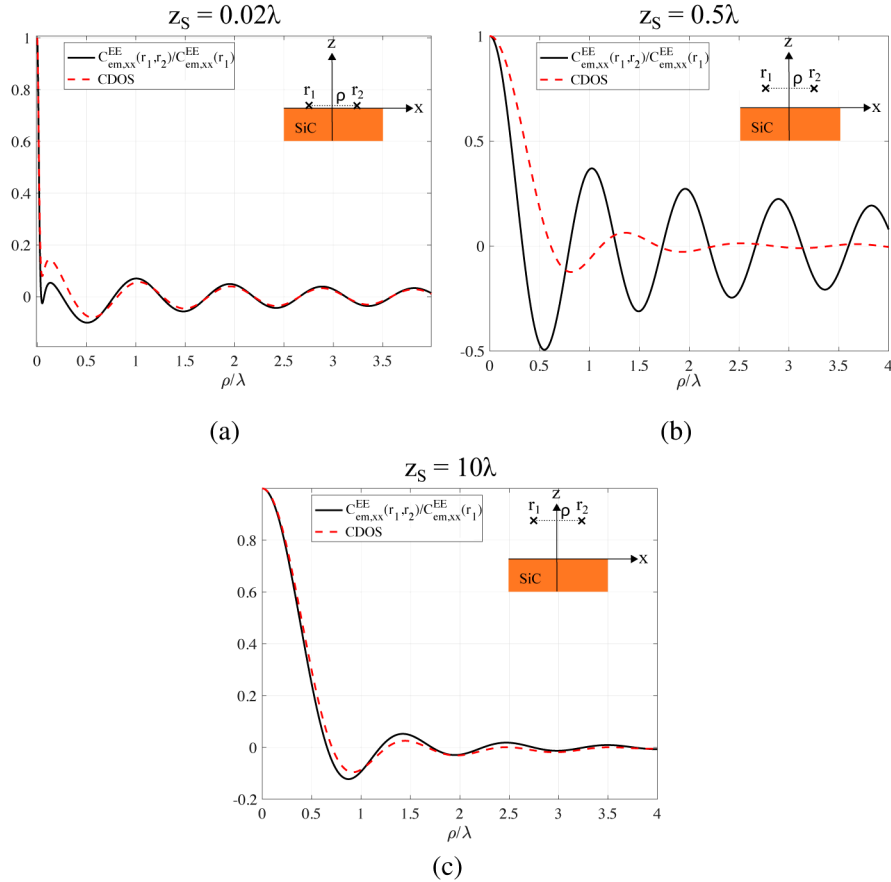 z_S = 0.02λ
C^EE_em,xx(r_1,r_2)/C^EE_em,xx(r_1)
CDOS
z
r_1
ρ
r_2
x
SiC
1
0.8
0.6
0.4
0.2
0
0 0.5 1 1.5 2 2.5 3 3.5
ρ/λ
(a)
z_S = 0.5λ
C^EE_em,xx(r_1,r_2)/C^EE_em,xx(r_1)
CDOS
z
r_1
ρ
r_2
x
SiC
1
0.5
0
-0.5
0 0.5 1 1.5 2 2.5 3 3.5 4
ρ/λ
(b)
z_S = 10λ
C^EE_em,xx(r_1,r_2)/C^EE_em,xx(r_1)
CDOS
z
r_1
ρ
r_2
x
SiC
0.8
0.6
0.4
0.2
0
-0.2
0 0.5 1 1.5 2 2.5 3 3.5 4
ρ/λ
(c)